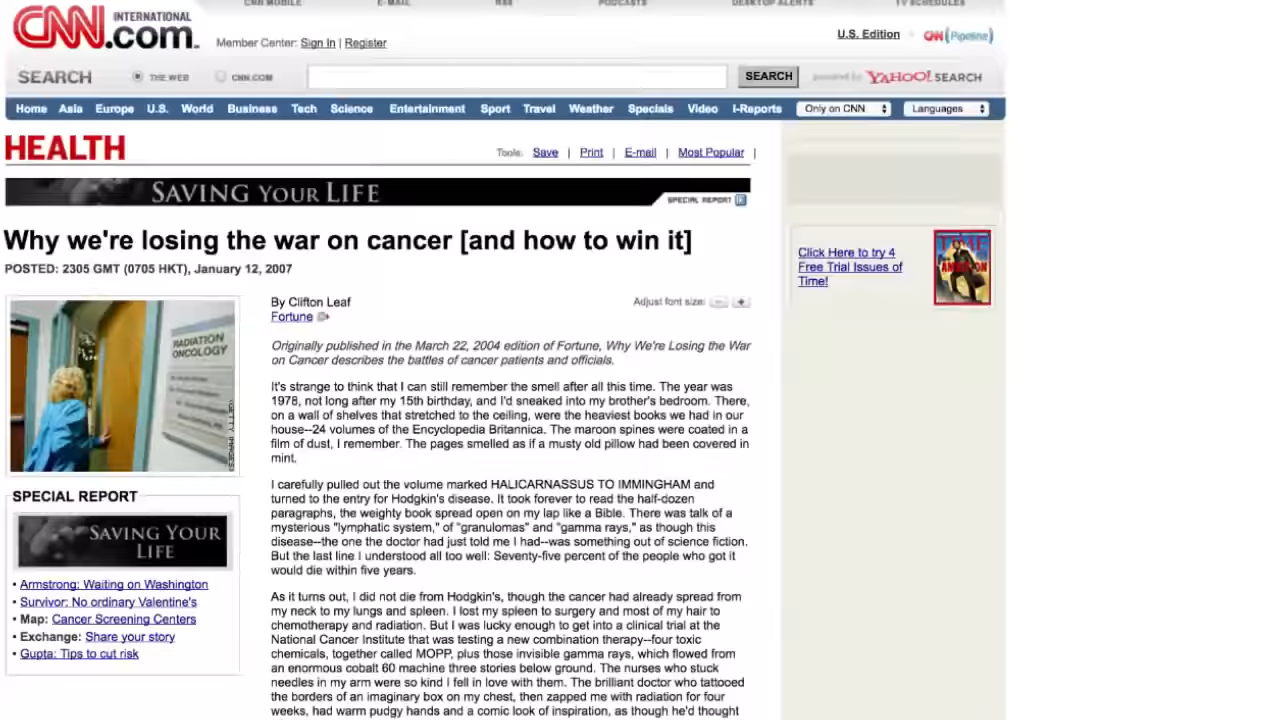 CNN MOBILE E-MAIL RSS PODCASTS DESKTOP ALERTS TV SCHEDULES
CNN INTERNATIONAL .com
Member Center: Sign In | Register
U.S. Edition CNN (Pipeline)
SEARCH THE WEB CNN.COM SEARCH powered by YAHOO! SEARCH
Home Asia Europe U.S. World Business Tech Science Entertainment Sport Travel Weather Specials Video I-Reports Only on CNN Languages
HEALTH
Tools: Save | Print | E-mail | Most Popular |
SAVING YOUR LIFE
SPECIAL REPORT
Why we're losing the war on cancer [and how to win it]
POSTED: 2305 GMT (0705 HKT), January 12, 2007
RADIATION
ONCOLOGY
(GETTY IMAGES)
SPECIAL REPORT
SAVING YOUR
LIFE
• Armstrong: Waiting on Washington
• Survivor: No ordinary Valentine's
• Map: Cancer Screening Centers
• Exchange: Share your story
• Gupta: Tips to cut risk
By Clifton Leaf
Fortune
Adjust font size: - +
Originally published in the March 22, 2004 edition of Fortune, Why We're Losing the War
on Cancer describes the battles of cancer patients and officials.
It's strange to think that I can still remember the smell after all this time. The year was
1978, not long after my 15th birthday, and I'd sneaked into my brother's bedroom. There,
on a wall of shelves that stretched to the ceiling, were the heaviest books we had in our
house--24 volumes of the Encyclopedia Britannica. The maroon spines were coated in a
film of dust, I remember. The pages smelled as if a musty old pillow had been covered in
mint.
I carefully pulled out the volume marked HALICARNASSUS TO IMMINGHAM and
turned to the entry for Hodgkin's disease. It took forever to read the half-dozen
paragraphs, the weighty book spread open on my lap like a Bible. There was talk of a
mysterious "lymphatic system," of "granulomas" and "gamma rays," as though this
disease--the one the doctor had just told me I had--was something out of science fiction.
But the last line I understood all too well: Seventy-five percent of the people who got it
would die within five years.
As it turns out, I did not die from Hodgkin's, though the cancer had already spread from
my neck to my lungs and spleen. I lost my spleen to surgery and most of my hair to
chemotherapy and radiation. But I was lucky enough to get into a clinical trial at the
National Cancer Institute that was testing a new combination therapy--four toxic
chemicals, together called MOPP, plus those invisible gamma rays, which flowed from
an enormous cobalt 60 machine three stories below ground. The nurses who stuck
needles in my arm were so kind I fell in love with them. The brilliant doctor who tattooed
the borders of an imaginary box on my chest, then zapped me with radiation for four
weeks, had warm pudgy hands and a comic look of inspiration, as though he'd thought
Click Here to try 4
Free Trial Issues of
Time!
TIME